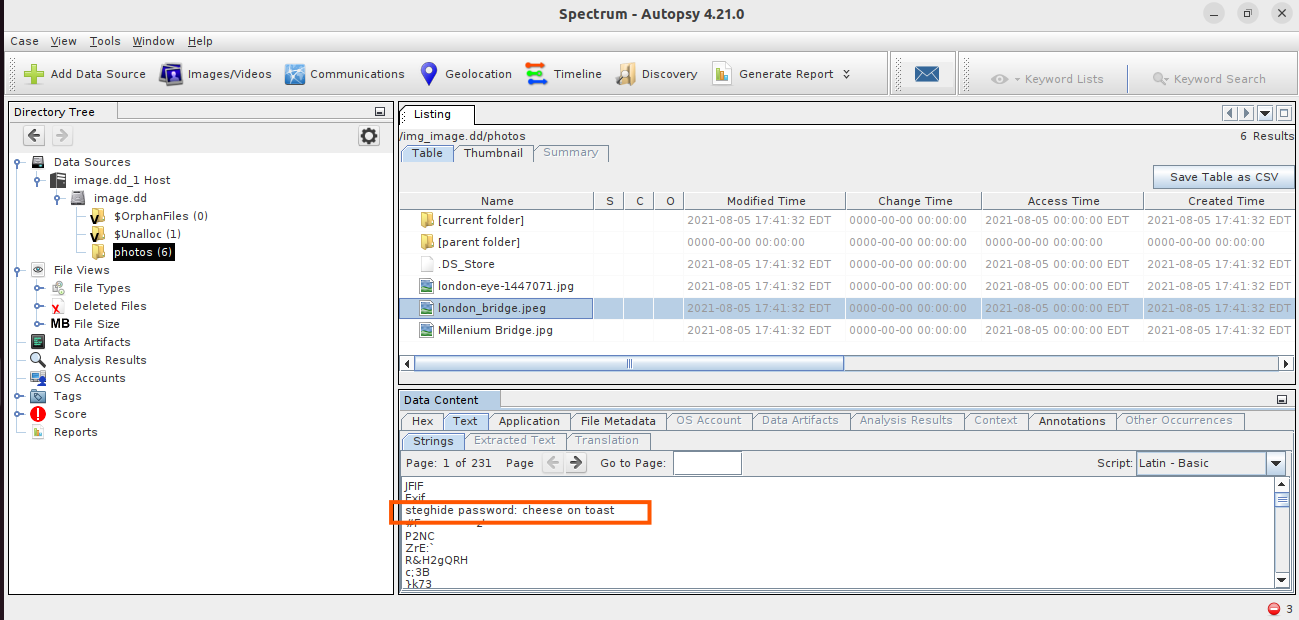 Spectrum - Autopsy 4.21.0
Case View Tools Window Help
Add Data Source Images/Videos Communications Geolocation Timeline Discovery Generate Report Keyword Lists Keyword Search
Directory Tree
Data Sources
image.dd_1 Host
image.dd
$OrphanFiles (0)
$Unalloc (1)
photos (6)
File Views
File Types
Deleted Files
MB File Size
Data Artifacts
Analysis Results
OS Accounts
Tags
Score
Reports
Listing
/img_image.dd/photos 6 Results
Table Thumbnail Summary
Save Table as CSV
Name S C O Modified Time Change Time Access Time Created Time
[current folder] 2021-08-05 17:41:32 EDT 0000-00-00 00:00:00 2021-08-05 00:00:00 EDT 2021-08-05 17:41:32 EDT
[parent folder] 0000-00-00 00:00:00 0000-00-00 00:00:00 0000-00-00 00:00:00 0000-00-00 00:00:00
.DS_Store 2021-08-05 17:41:32 EDT 0000-00-00 00:00:00 2021-08-05 00:00:00 EDT 2021-08-05 17:41:32 EDT
london-eye-1447071.jpg 2021-08-05 17:41:32 EDT 0000-00-00 00:00:00 2021-08-05 00:00:00 EDT 2021-08-05 17:41:32 EDT
london_bridge.jpeg 2021-08-05 17:41:32 EDT 0000-00-00 00:00:00 2021-08-05 00:00:00 EDT 2021-08-05 17:41:32 EDT
Millenium Bridge.jpg 2021-08-05 17:41:32 EDT 0000-00-00 00:00:00 2021-08-05 00:00:00 EDT 2021-08-05 17:41:32 EDT
Data Content
Hex Text Application File Metadata OS Account Data Artifacts Analysis Results Context Annotations Other Occurrences
Strings Extracted Text Translation
Page: 1 of 231 Page Go to Page: Script: Latin - Basic
JFIF
Exif
steghide password: cheese on toast
P2NC
ZrE:`
R&H2gQRH
c;3B
}k73
3